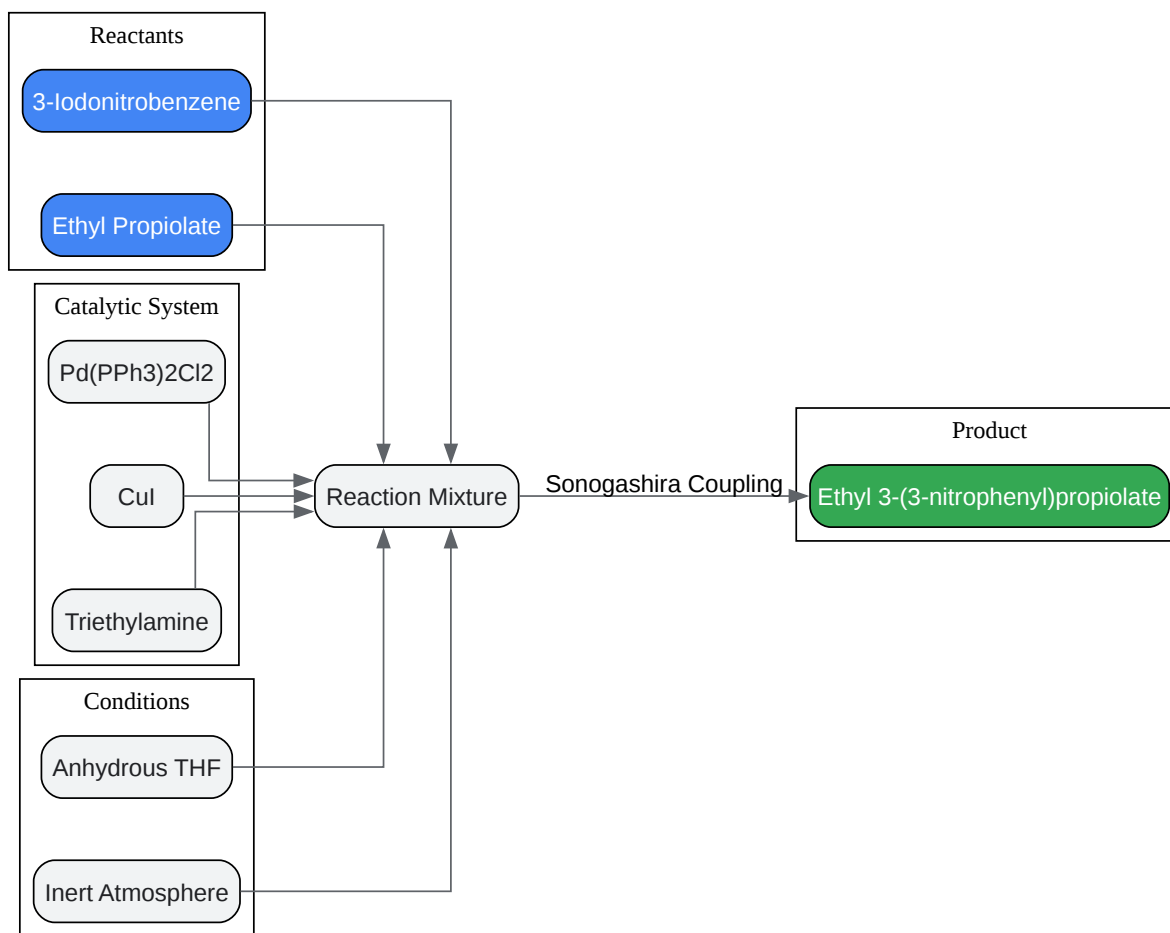 Reactants
3-Iodonitrobenzene
Ethyl Propiolate
Catalytic System
Pd(PPh3)2Cl2
CuI
Triethylamine
Conditions
Anhydrous THF
Inert Atmosphere
Reaction Mixture
Sonogashira Coupling
Product
Ethyl 3-(3-nitrophenyl)propiolate